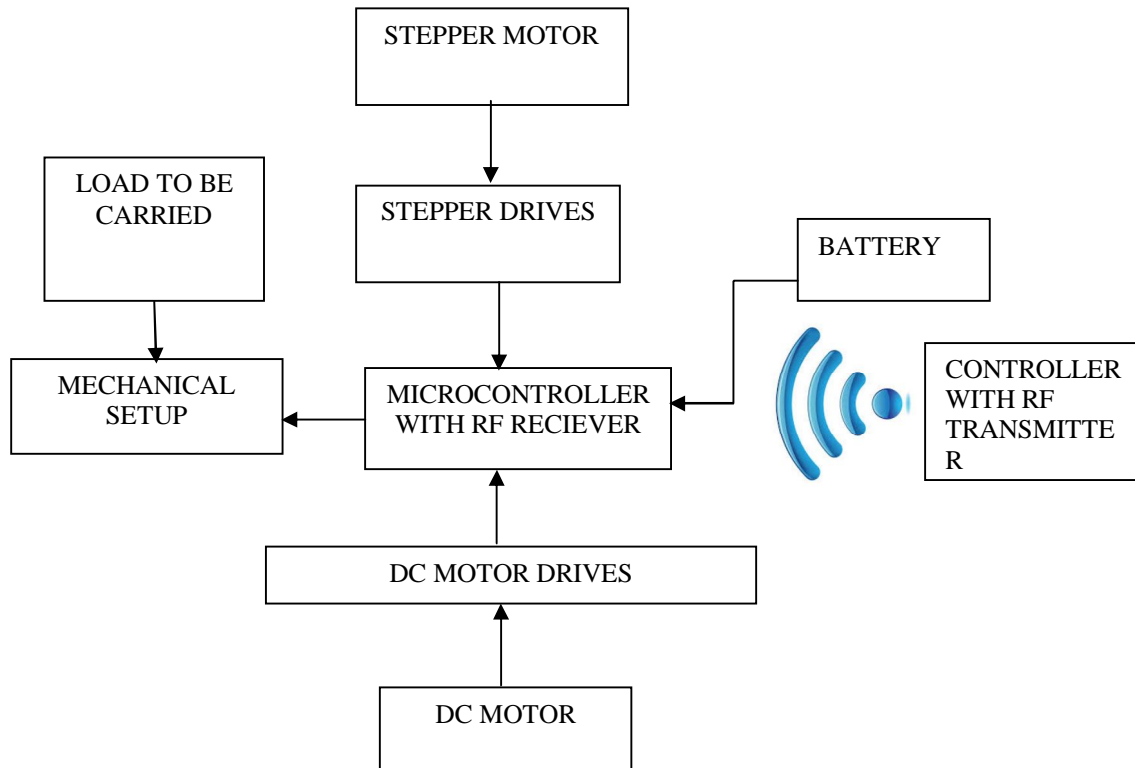 STEPPER MOTOR
LOAD TO BE
CARRIED
STEPPER DRIVES
BATTERY
MECHANICAL
SETUP
MICROCONTROLLER
WITH RF RECIEVER
CONTROLLER
WITH RF
TRANSMITTE
R
DC MOTOR DRIVES
DC MOTOR